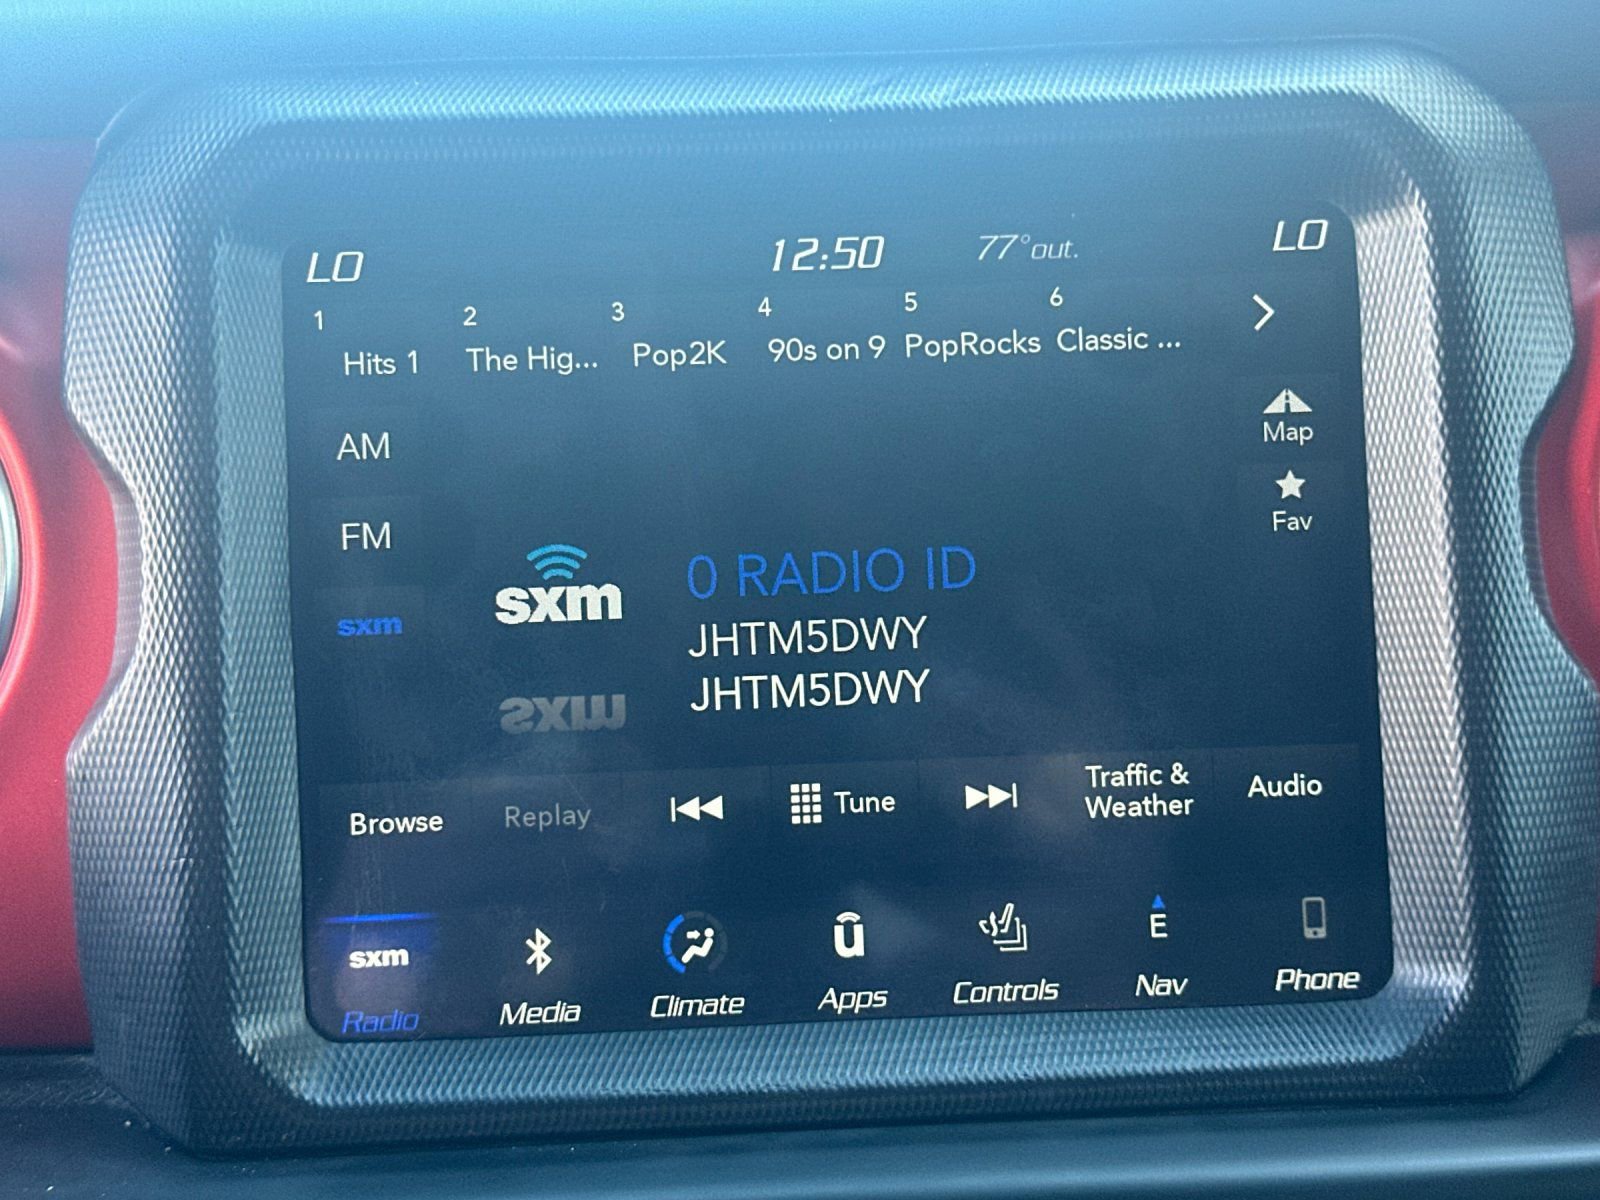 LO 12:50 77°out. LO
1 2 3 4 5 6
Hits 1 The Hig... Pop2K 90s on 9 PopRocks Classic ...
AM
Map
FM
Fav
sxm
sxm
0 RADIO ID
JHTM5DWY
JHTM5DWY
Browse Replay Tune Traffic & Weather Audio
sxm
u
E
Radio Media Climate Apps Controls Nav Phone